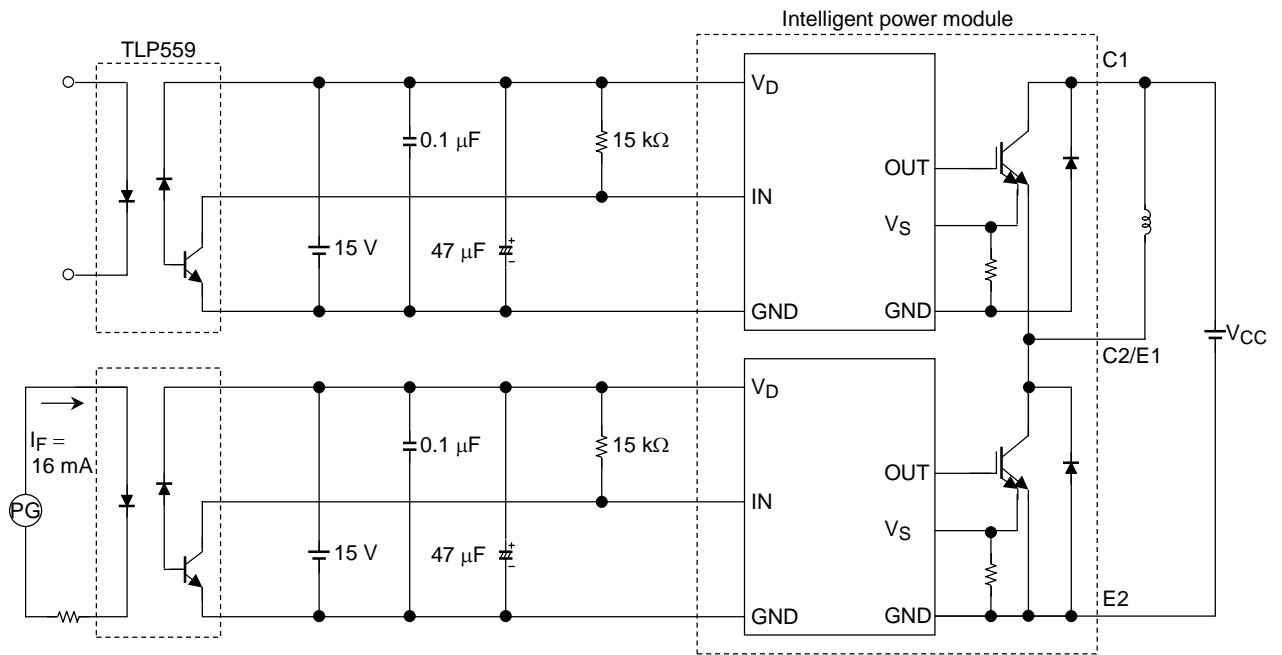 Intelligent power module
TLP559
C1
V_D
0.1 μF
15 kΩ
OUT
IN
V_S
15 V
47 μF
+
−
GND
GND
V_CC
C2/E1
V_D
I_F =
16 mA
0.1 μF
15 kΩ
OUT
IN
PG
V_S
15 V
47 μF
+
−
E2
GND
GND